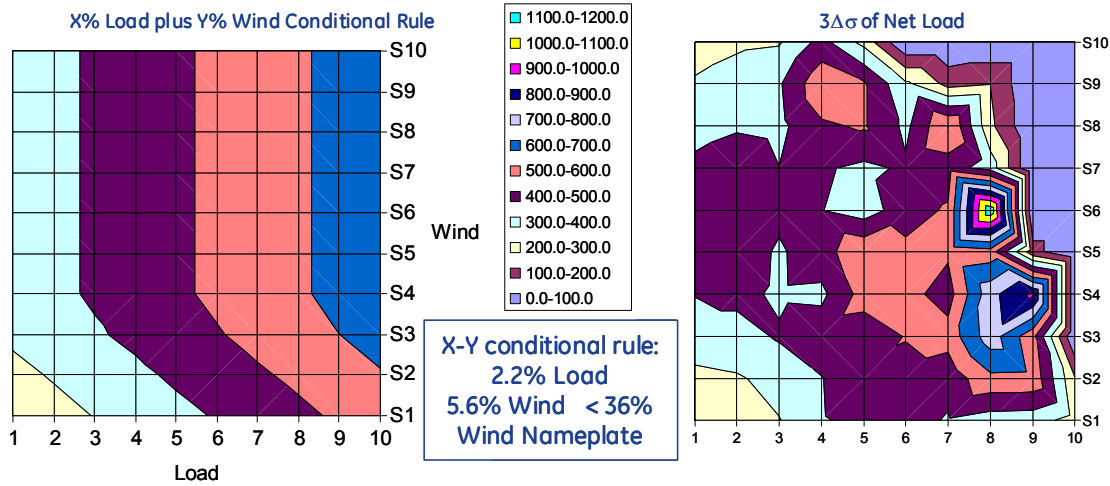 X% Load plus Y% Wind Conditional Rule
S10
S9
S8
S7
S6
S5
S4
S3
S2
S1
1 2 3 4 5 6 7 8 9 10
Load
Wind
1100.0-1200.0
1000.0-1100.0
900.0-1000.0
800.0-900.0
700.0-800.0
600.0-700.0
500.0-600.0
400.0-500.0
300.0-400.0
200.0-300.0
100.0-200.0
0.0-100.0
X-Y conditional rule:
2.2% Load
5.6% Wind < 36%
Wind Nameplate
3Δσ of Net Load
S10
S9
S8
S7
S6
S5
S4
S3
S2
S1
1 2 3 4 5 6 7 8 9 10